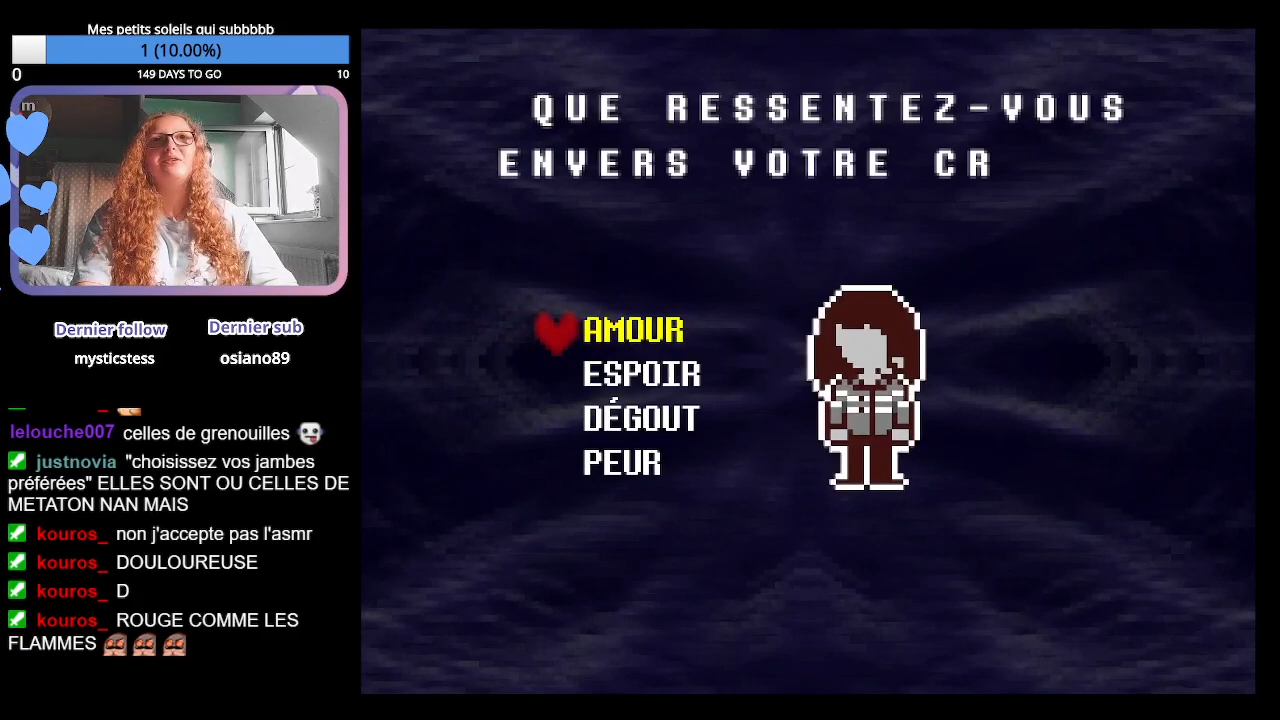 Mes petits soleils qui subbbbb
1 (10.00%)
0
149 DAYS TO GO
10
m
Dernier follow
Dernier sub
mysticstess
osiano89
lelouche007 celles de grenouilles
justnovia "choisissez vos jambes
préférées" ELLES SONT OU CELLES DE
METATON NAN MAIS
kouros_ non j'accepte pas l'asmr
kouros_ DOULOUREUSE
kouros_ D
kouros_ ROUGE COMME LES
FLAMMES
QUE RESSENTEZ-VOUS
ENVERS VOTRE CR
AMOUR
ESPOIR
DÉGOUT
PEUR